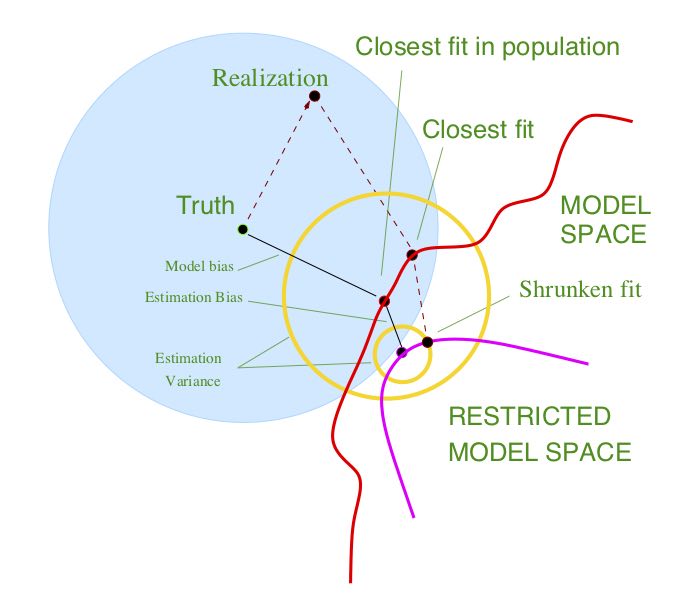 Closest fit in population
Realization
Closest fit
Truth
MODEL
SPACE
Model bias
Estimation Bias
Shrunken fit
Estimation
Variance
RESTRICTED
MODEL SPACE